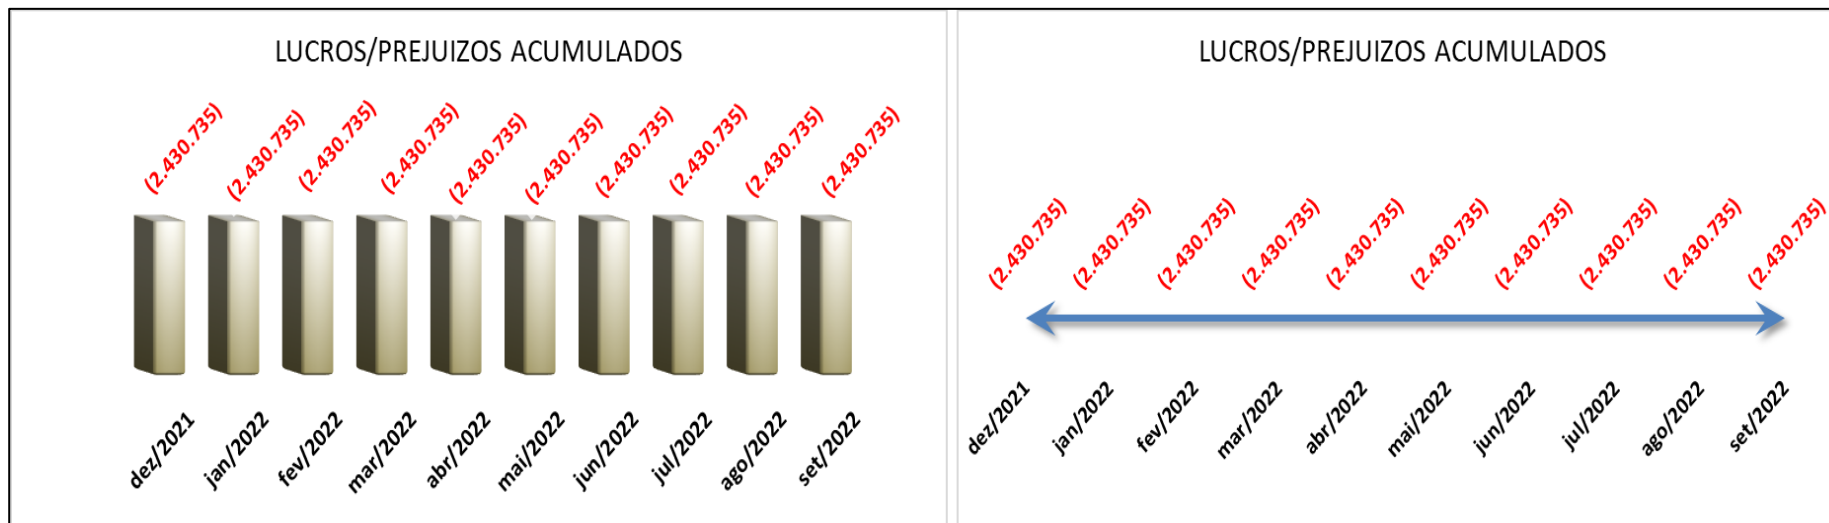 LUCROS/PREJUIZOS ACUMULADOS
(2.430.735)
(2.430.735)
(2.430.735)
(2.430.735)
(2.430.735)
(2.430.735)
(2.430.735)
(2.430.735)
(2.430.735)
(2.430.735)
dez/2021
jan/2022
fev/2022
mar/2022
abr/2022
mai/2022
jun/2022
jul/2022
ago/2022
set/2022
LUCROS/PREJUIZOS ACUMULADOS
(2.430.735)
(2.430.735)
(2.430.735)
(2.430.735)
(2.430.735)
(2.430.735)
(2.430.735)
(2.430.735)
(2.430.735)
(2.430.735)
dez/2021
jan/2022
fev/2022
mar/2022
abr/2022
mai/2022
jun/2022
jul/2022
ago/2022
set/2022